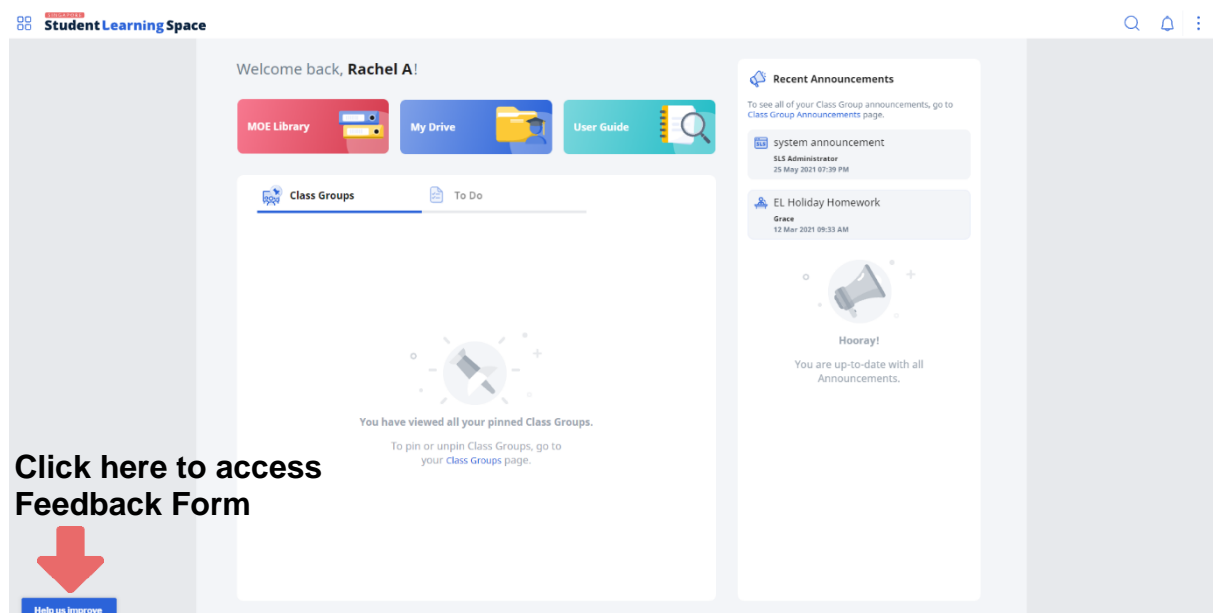 SINGAPORE
Student Learning Space
Welcome back, Rachel A!
MOE Library
My Drive
User Guide
Class Groups
To Do
You have viewed all your pinned Class Groups.
To pin or unpin Class Groups, go to
your Class Groups page.
Recent Announcements
To see all of your Class Group announcements, go to
Class Group Announcements page.
SLS
system announcement
SLS Administrator
25 May 2021 07:39 PM
EL Holiday Homework
Grace
12 Mar 2021 09:33 AM
Hooray!
You are up-to-date with all
Announcements.
Click here to access
Feedback Form
Help us improve